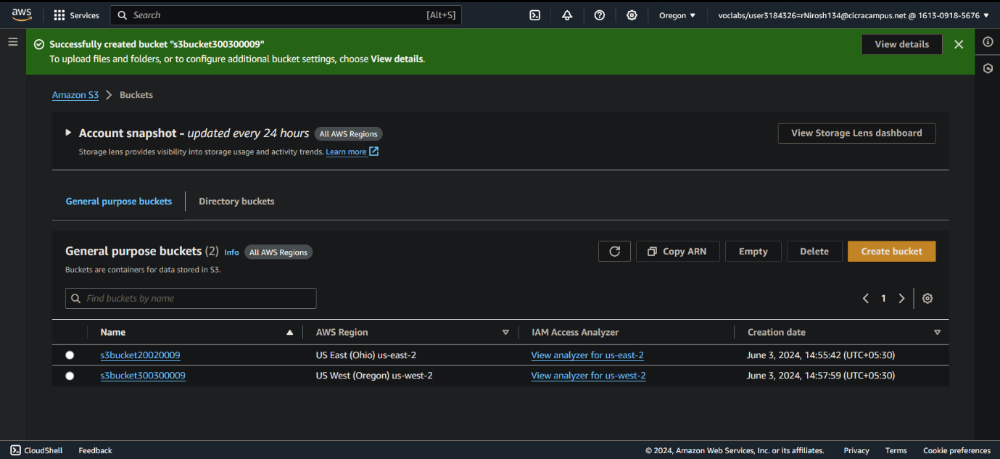 aws Services Search [Alt+S] Oregon voclabs/user3184326=rNirosh134@cicracampus.net @ 1613-0918-5676
Successfully created bucket "s3bucket300300009"
To upload files and folders, or to configure additional bucket settings, choose View details.
View details
Amazon S3 Buckets
Account snapshot - updated every 24 hours All AWS Regions
Storage lens provides visibility into storage usage and activity trends. Learn more
View Storage Lens dashboard
General purpose buckets Directory buckets
General purpose buckets (2) Info All AWS Regions
Buckets are containers for data stored in S3.
Copy ARN Empty Delete Create bucket
Find buckets by name 1
Name AWS Region IAM Access Analyzer Creation date
s3bucket20020009 US East (Ohio) us-east-2 View analyzer for us-east-2 June 3, 2024, 14:55:42 (UTC+05:30)
s3bucket300300009 US West (Oregon) us-west-2 View analyzer for us-west-2 June 3, 2024, 14:57:59 (UTC+05:30)
CloudShell Feedback © 2024, Amazon Web Services, Inc. or its affiliates. Privacy Terms Cookie preferences